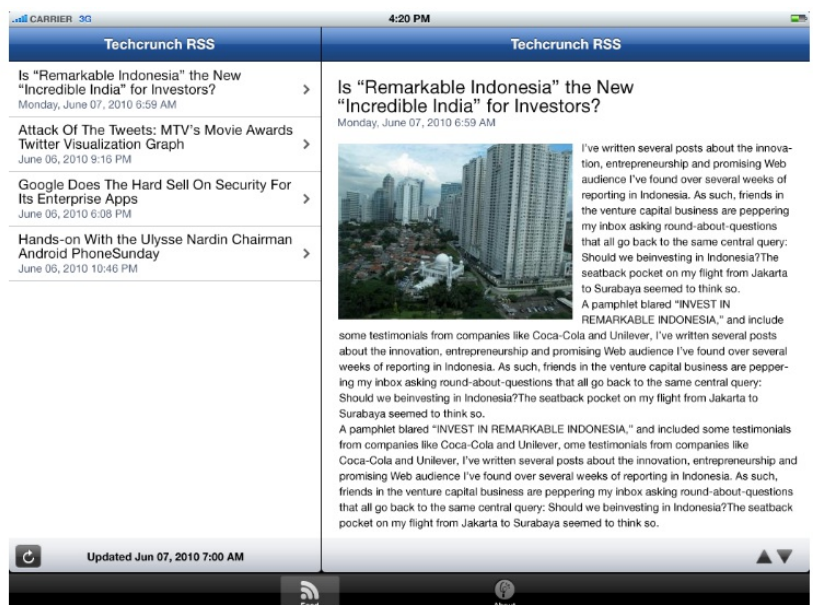 CARRIER 3G
4:20 PM
Techcrunch RSS
Is “Remarkable Indonesia” the New
“Incredible India” for Investors?
Monday, June 07, 2010 6:59 AM
Attack Of The Tweets: MTV’s Movie Awards
Twitter Visualization Graph
June 06, 2010 9:16 PM
Google Does The Hard Sell On Security For
Its Enterprise Apps
June 06, 2010 6:08 PM
Hands-on With the Ulysse Nardin Chairman
Android PhoneSunday
June 06, 2010 10:46 PM
Updated Jun 07, 2010 7:00 AM
Techcrunch RSS
Is “Remarkable Indonesia” the New
“Incredible India” for Investors?
Monday, June 07, 2010 6:59 AM
I’ve written several posts about the innova-
tion, entrepreneurship and promising Web
audience I’ve found over several weeks of
reporting in Indonesia. As such, friends in
the venture capital business are peppering
my inbox asking round-about-questions
that all go back to the same central query:
Should we beinvesting in Indonesia?The
seatback pocket on my flight from Jakarta
to Surabaya seemed to think so.
A pamphlet blared “INVEST IN
REMARKABLE INDONESIA,” and include
some testimonials from companies like Coca-Cola and Unilever, I’ve written several posts
about the innovation, entrepreneurship and promising Web audience I’ve found over several
weeks of reporting in Indonesia. As such, friends in the venture capital business are pepper-
ing my inbox asking round-about-questions that all go back to the same central query:
Should we beinvesting in Indonesia?The seatback pocket on my flight from Jakarta to
Surabaya seemed to think so.
A pamphlet blared “INVEST IN REMARKABLE INDONESIA,” and included some testimonials
from companies like Coca-Cola and Unilever, ome testimonials from companies like
Coca-Cola and Unilever, I’ve written several posts about the innovation, entrepreneurship and
promising Web audience I’ve found over several weeks of reporting in Indonesia. As such,
friends in the venture capital business are peppering my inbox asking round-about-questions
that all go back to the same central query: Should we beinvesting in Indonesia?The seatback
pocket on my flight from Jakarta to Surabaya seemed to think so.
Feed
About